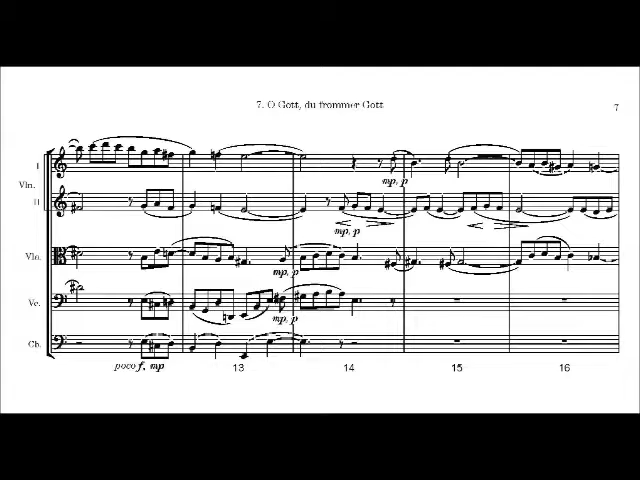 7. O Gott, du frommer Gott
7
I
Vln.
II
mp, p
mp, p
Vln.
mp, p
Vc.
mp, p
Cb.
poco f, mp
13
14
15
16